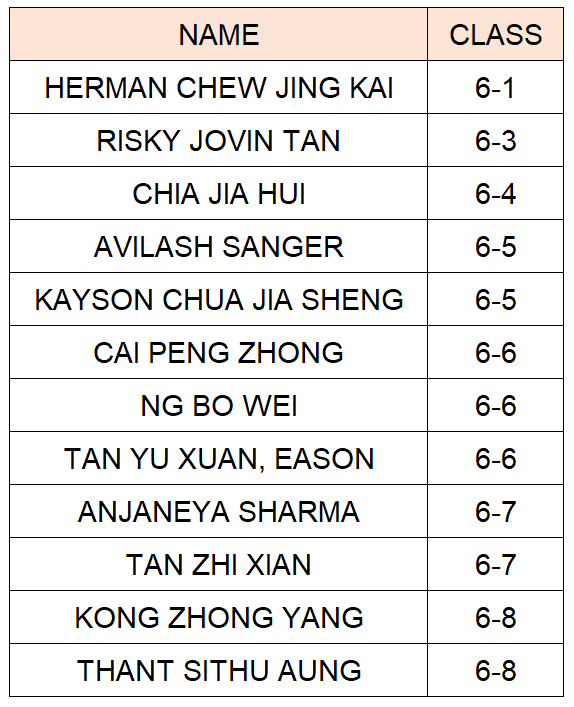 NAME CLASS
HERMAN CHEW JING KAI 6-1
RISKY JOVIN TAN 6-3
CHIA JIA HUI 6-4
AVILASH SANGER 6-5
KAYSON CHUA JIA SHENG 6-5
CAI PENG ZHONG 6-6
NG BO WEI 6-6
TAN YU XUAN, EASON 6-6
ANJANEYA SHARMA 6-7
TAN ZHI XIAN 6-7
KONG ZHONG YANG 6-8
THANT SITHU AUNG 6-8